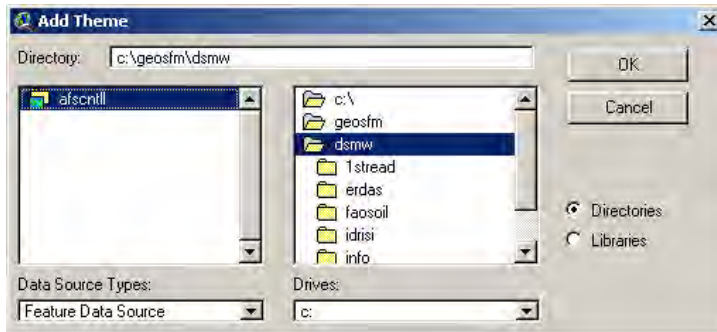 Add Theme
Directory: c:\geosfm\dsmw
OK
Cancel
afscntll
c:\
geosfm
dsmw
1stread
erdas
faosoil
idrisi
info
Directories
Libraries
Data Source Types:
Feature Data Source
Drives:
c: